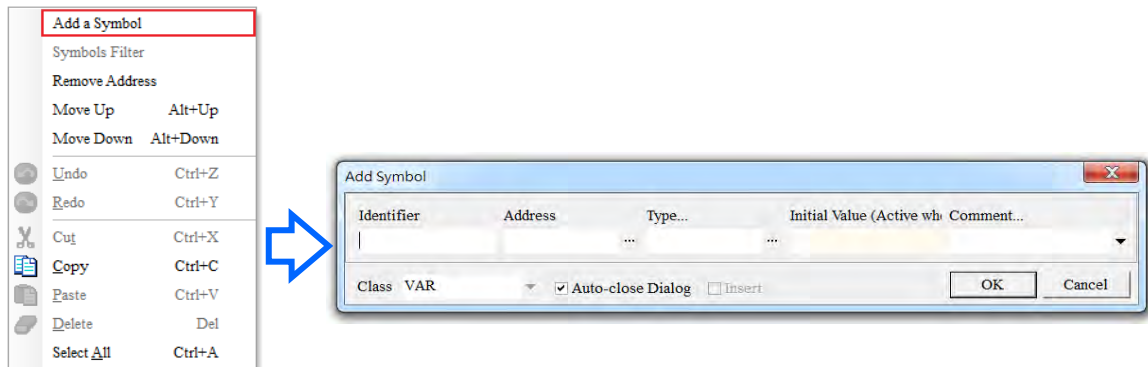 Add a Symbol
Symbols Filter
Remove Address
Move Up Alt+Up
Move Down Alt+Down
Undo Ctrl+Z
Redo Ctrl+Y
Cut Ctrl+X
Copy Ctrl+C
Paste Ctrl+V
Delete Del
Select All Ctrl+A
Add Symbol
Identifier Address Type... Initial Value (Active wh Comment...
... ...
Class VAR Auto-close Dialog Insert OK Cancel